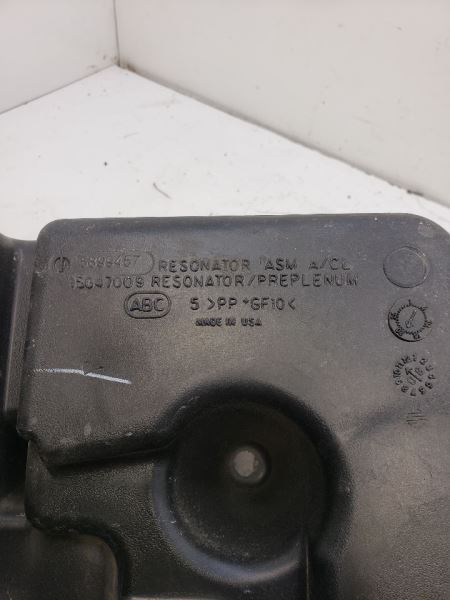 RESONATOR ASM A/CL
15047009 RESONATOR/PREPLENUM
ABC 5 >PP *GF10<
MADE IN USA